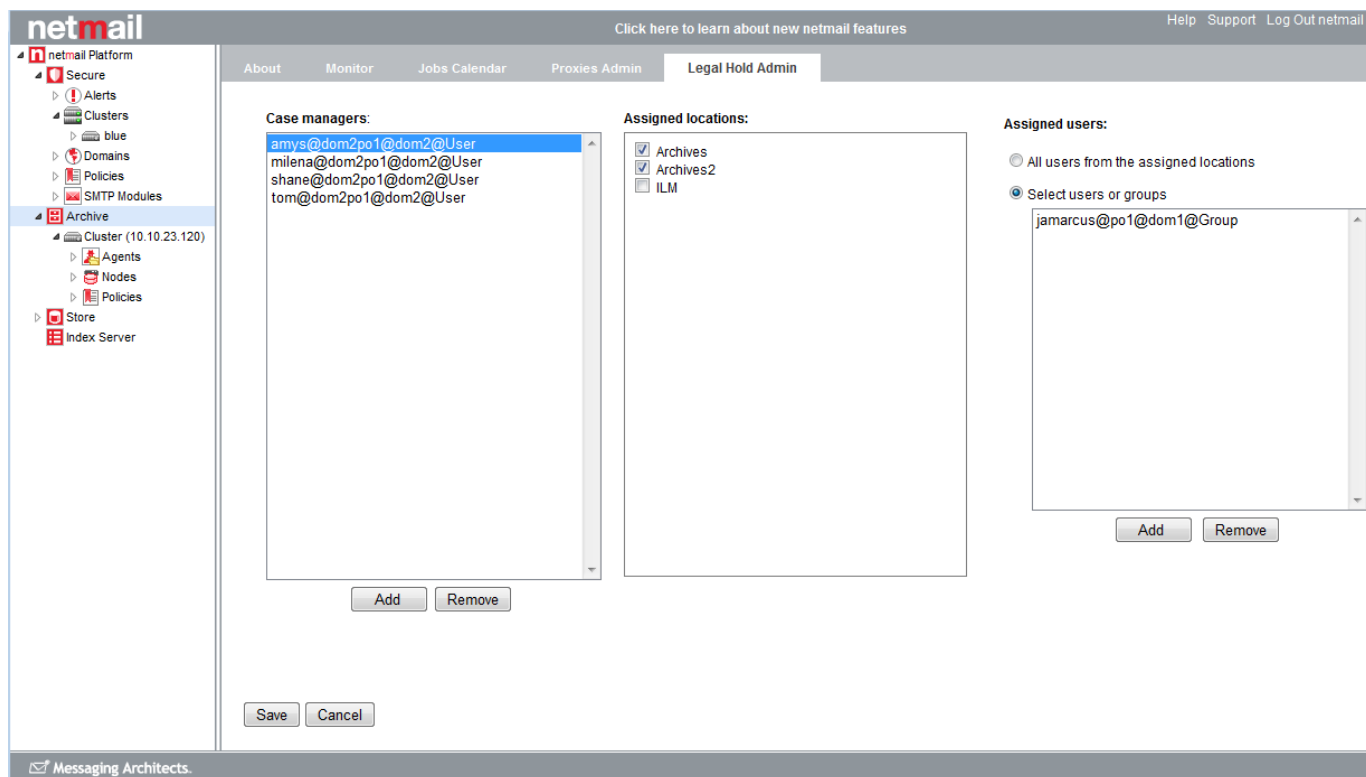 netmail
Click here to learn about new netmail features
Help Support Log Out netmail
netmail Platform
Secure
Alerts
Clusters
blue
Domains
Policies
SMTP Modules
Archive
Cluster (10.10.23.120)
Agents
Nodes
Policies
Store
Index Server
About Monitor Jobs Calendar Proxies Admin Legal Hold Admin
Case managers:
amys@dom2po1@dom2@User
milena@dom2po1@dom2@User
shane@dom2po1@dom2@User
tom@dom2po1@dom2@User
Add Remove
Assigned locations:
Archives
Archives2
ILM
Assigned users:
All users from the assigned locations
Select users or groups
jamarcus@po1@dom1@Group
Add Remove
Save Cancel
Messaging Architects.